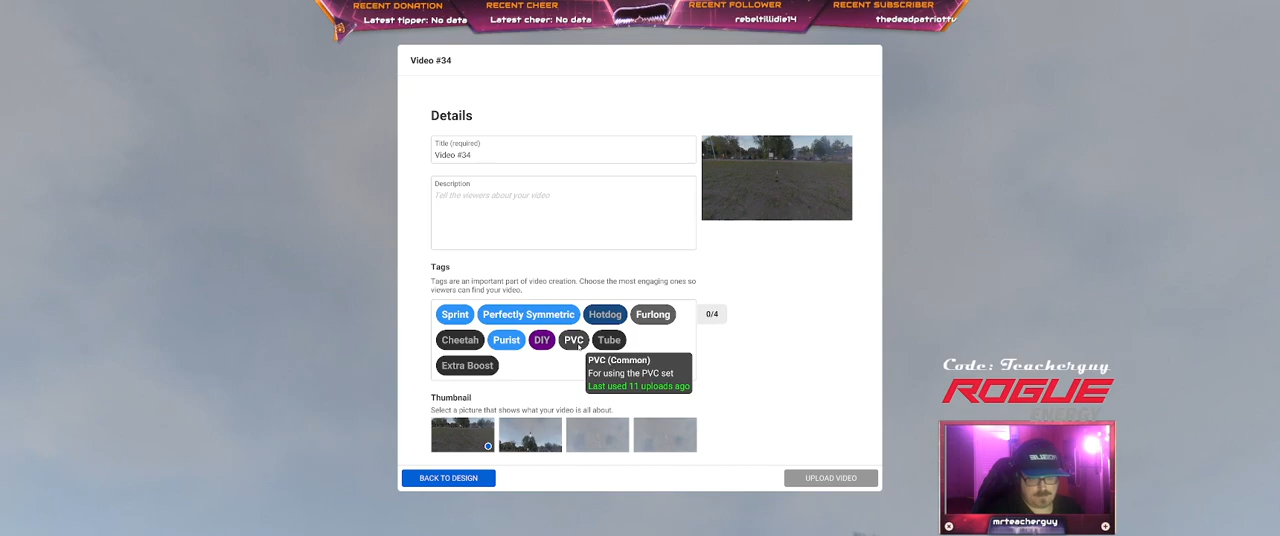 RECENT DONATION
Latest tipper: No data
RECENT CHEER
Latest cheer: No data
RECENT FOLLOWER
rebeltillidie14
RECENT SUBSCRIBER
thedeadpatriottv
Video #34
Details
Title (required)
Video #34
Description
Tell the viewers about your video
Tags
Tags are an important part of video creation. Choose the most engaging ones so
viewers can find your video.
Sprint
Perfectly Symmetric
Hotdog
Furlong
0/4
Cheetah
Purist
DIY
PVC
Tube
Extra Boost
PVC (Common)
For using the PVC set
Last used 11 uploads ago
Thumbnail
Select a picture that shows what your video is all about.
BACK TO DESIGN
UPLOAD VIDEO
Code: Teacherguy
ROGUE
ENERGY
mrteacherguy